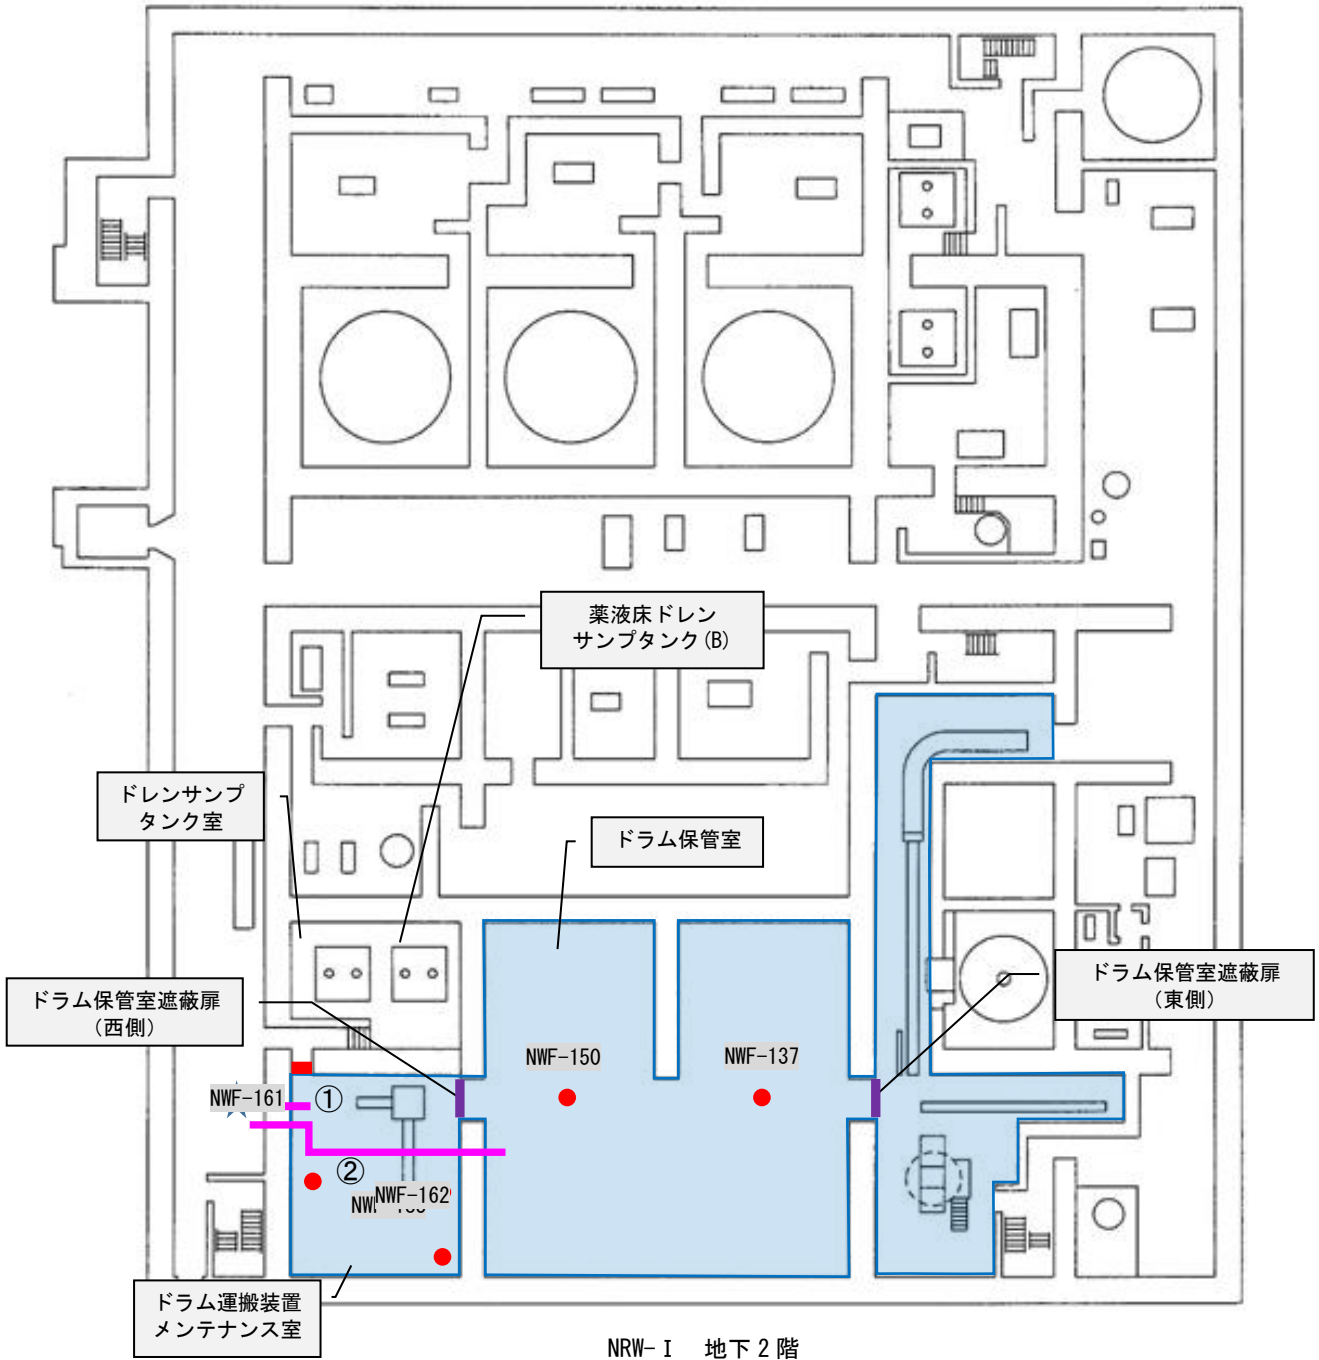 薬液床ドレン
サンプタンク(B)
ドレンサンプ
タンク室
ドラム保管室
ドラム保管室遮蔽扉
（西側）
ドラム保管室遮蔽扉
（東側）
NWF-150
NWF-137
NWF-161
①
②
NWF-162
ドラム運搬装置
メンテナンス室
NRW-Ⅰ 地下２階